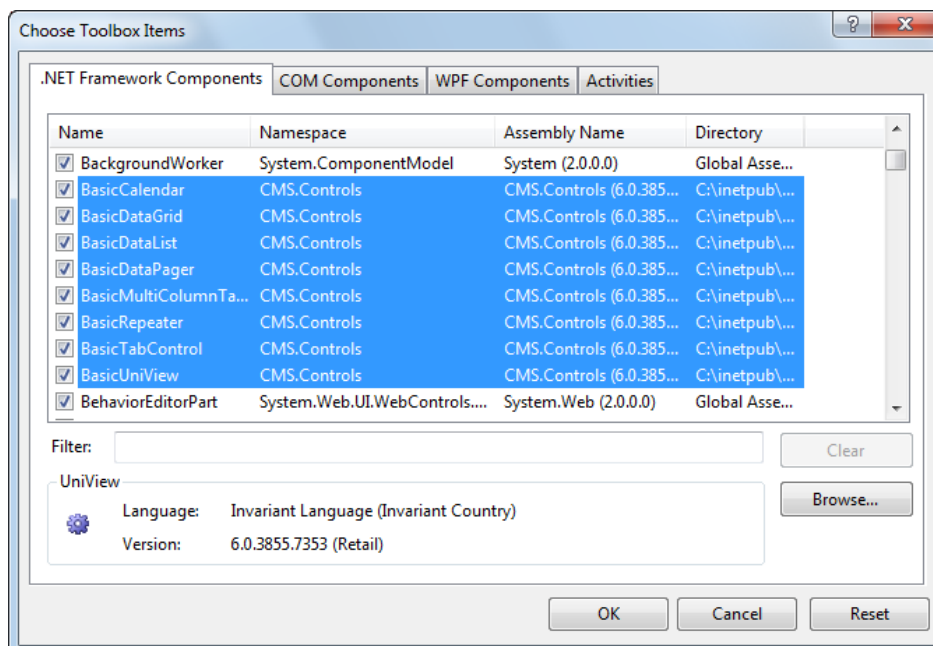 Choose Toolbox Items
.NET Framework Components COM Components WPF Components Activities
Name Namespace Assembly Name Directory
BackgroundWorker System.ComponentModel System (2.0.0.0) Global Asse...
BasicCalendar CMS.Controls CMS.Controls (6.0.385... C:\inetpub\...
BasicDataGrid CMS.Controls CMS.Controls (6.0.385... C:\inetpub\...
BasicDataList CMS.Controls CMS.Controls (6.0.385... C:\inetpub\...
BasicDataPager CMS.Controls CMS.Controls (6.0.385... C:\inetpub\...
BasicMultiColumnTa... CMS.Controls CMS.Controls (6.0.385... C:\inetpub\...
BasicRepeater CMS.Controls CMS.Controls (6.0.385... C:\inetpub\...
BasicTabControl CMS.Controls CMS.Controls (6.0.385... C:\inetpub\...
BasicUniView CMS.Controls CMS.Controls (6.0.385... C:\inetpub\...
BehaviorEditorPart System.Web.UI.WebControls.... System.Web (2.0.0.0) Global Asse...
Filter: Clear
UniView
Language: Invariant Language (Invariant Country) Browse...
Version: 6.0.3855.7353 (Retail)
OK Cancel Reset